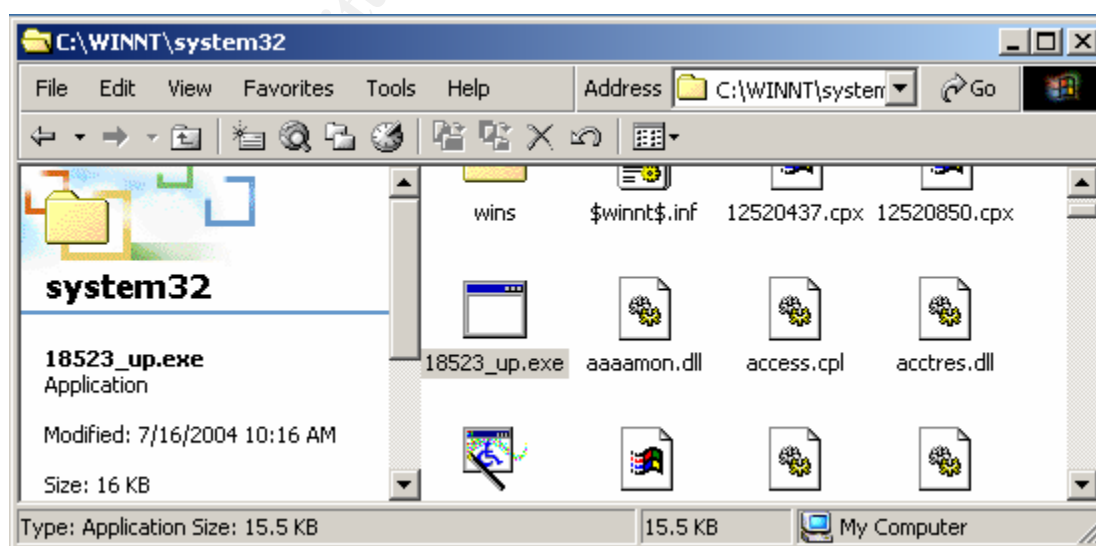 C:\WINNT\system32
File Edit View Favorites Tools Help Address C:\WINNT\system Go
wins $winnt$.inf 12520437.cpx 12520850.cpx
system32
18523_up.exe
Application
Modified: 7/16/2004 10:16 AM
Size: 16 KB
18523_up.exe aaaamon.dll access.cpl acctres.dll
Type: Application Size: 15.5 KB 15.5 KB My Computer